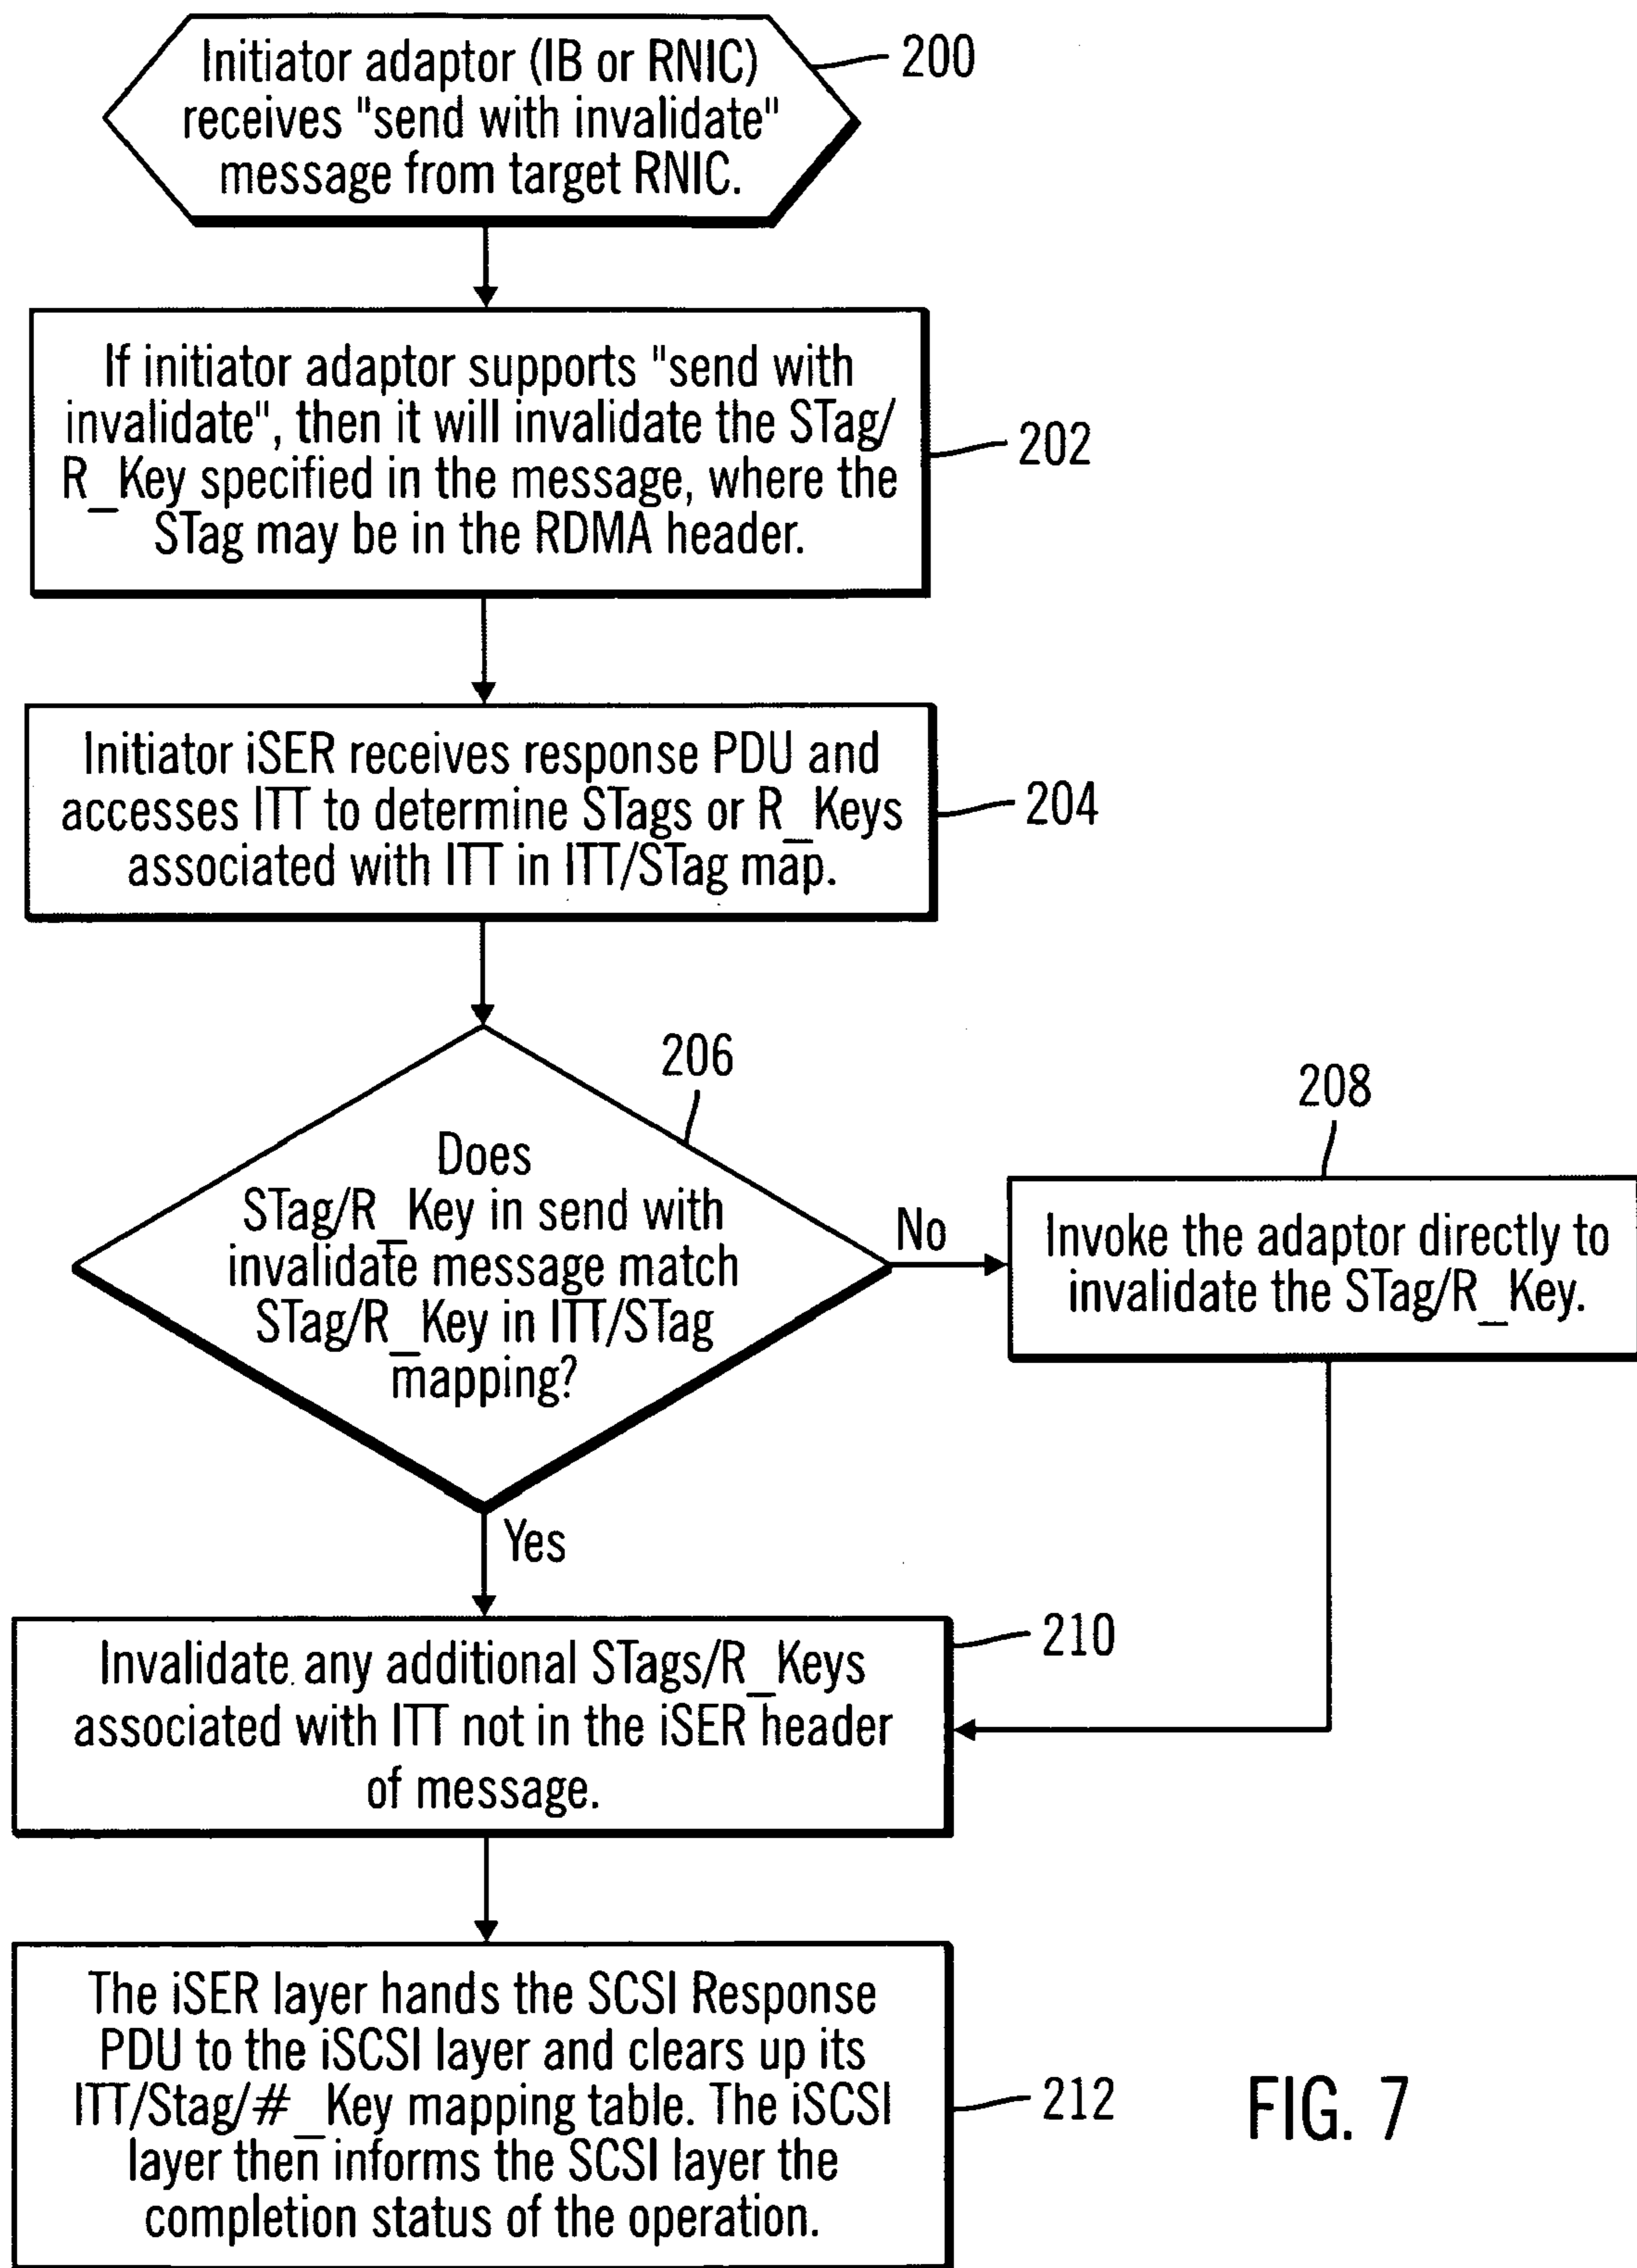 Initiator adaptor (IB or RNIC)
receives "send with invalidate"
message from target RNIC.
200
If initiator adaptor supports "send with
invalidate", then it will invalidate the STag/
R_Key specified in the message, where the
STag may be in the RDMA header.
202
Initiator iSER receives response PDU and
accesses ITT to determine STags or R_Keys
associated with ITT in ITT/STag map.
204
206
Does
STag/R_Key in send with
invalidate message match
STag/R_Key in ITT/STag
mapping?
No
208
Invoke the adaptor directly to
invalidate the STag/R_Key.
Yes
Invalidate any additional STags/R_Keys
associated with ITT not in the iSER header
of message.
210
The iSER layer hands the SCSI Response
PDU to the iSCSI layer and clears up its
ITT/Stag/#_Key mapping table. The iSCSI
layer then informs the SCSI layer the
completion status of the operation.
212
FIG. 7